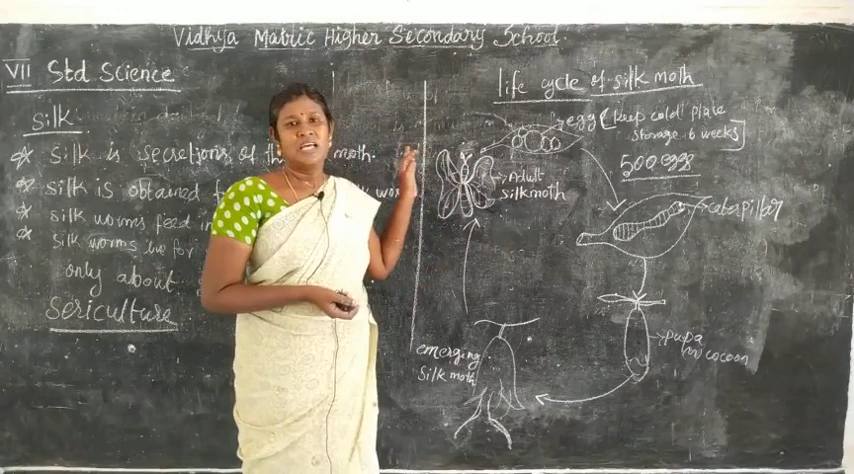 Vidhya Matric Higher Secondary School.
VII Std Science
silk
silk is secretions of th moth.
silk is obtained f wor
silk worms feed in
silk worms live for
only about
Sericulture
life cycle of silk moth
egg [keep cold plate
storage 6 weeks]
500 eggs
Adult
silkmoth
caterpillar
pupa
(or) cocoon
emerging
silk moth